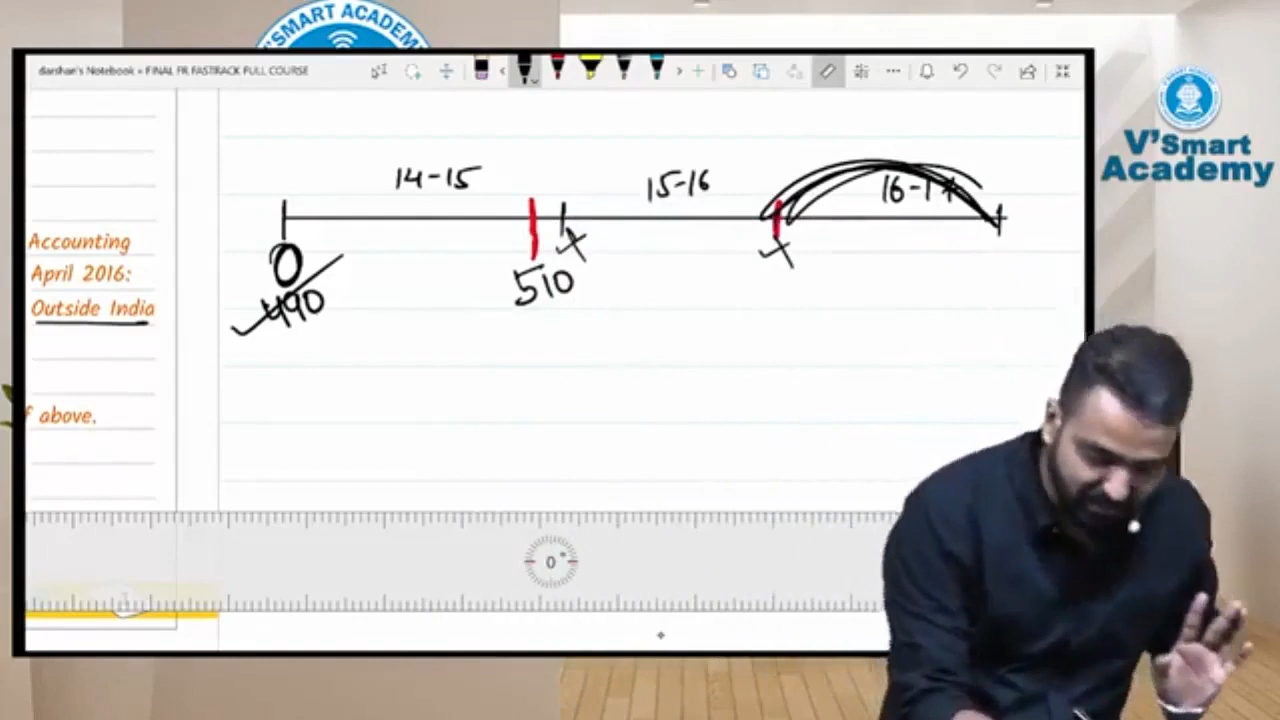 V'SMART ACADEMY
darshan's Notebook » FINAL FR FASTRACK FULL COURSE
V'Smart
Academy
14-15
15-16
16-17
Accounting
April 2016:
Outside India
0
490
510
f above.
0°